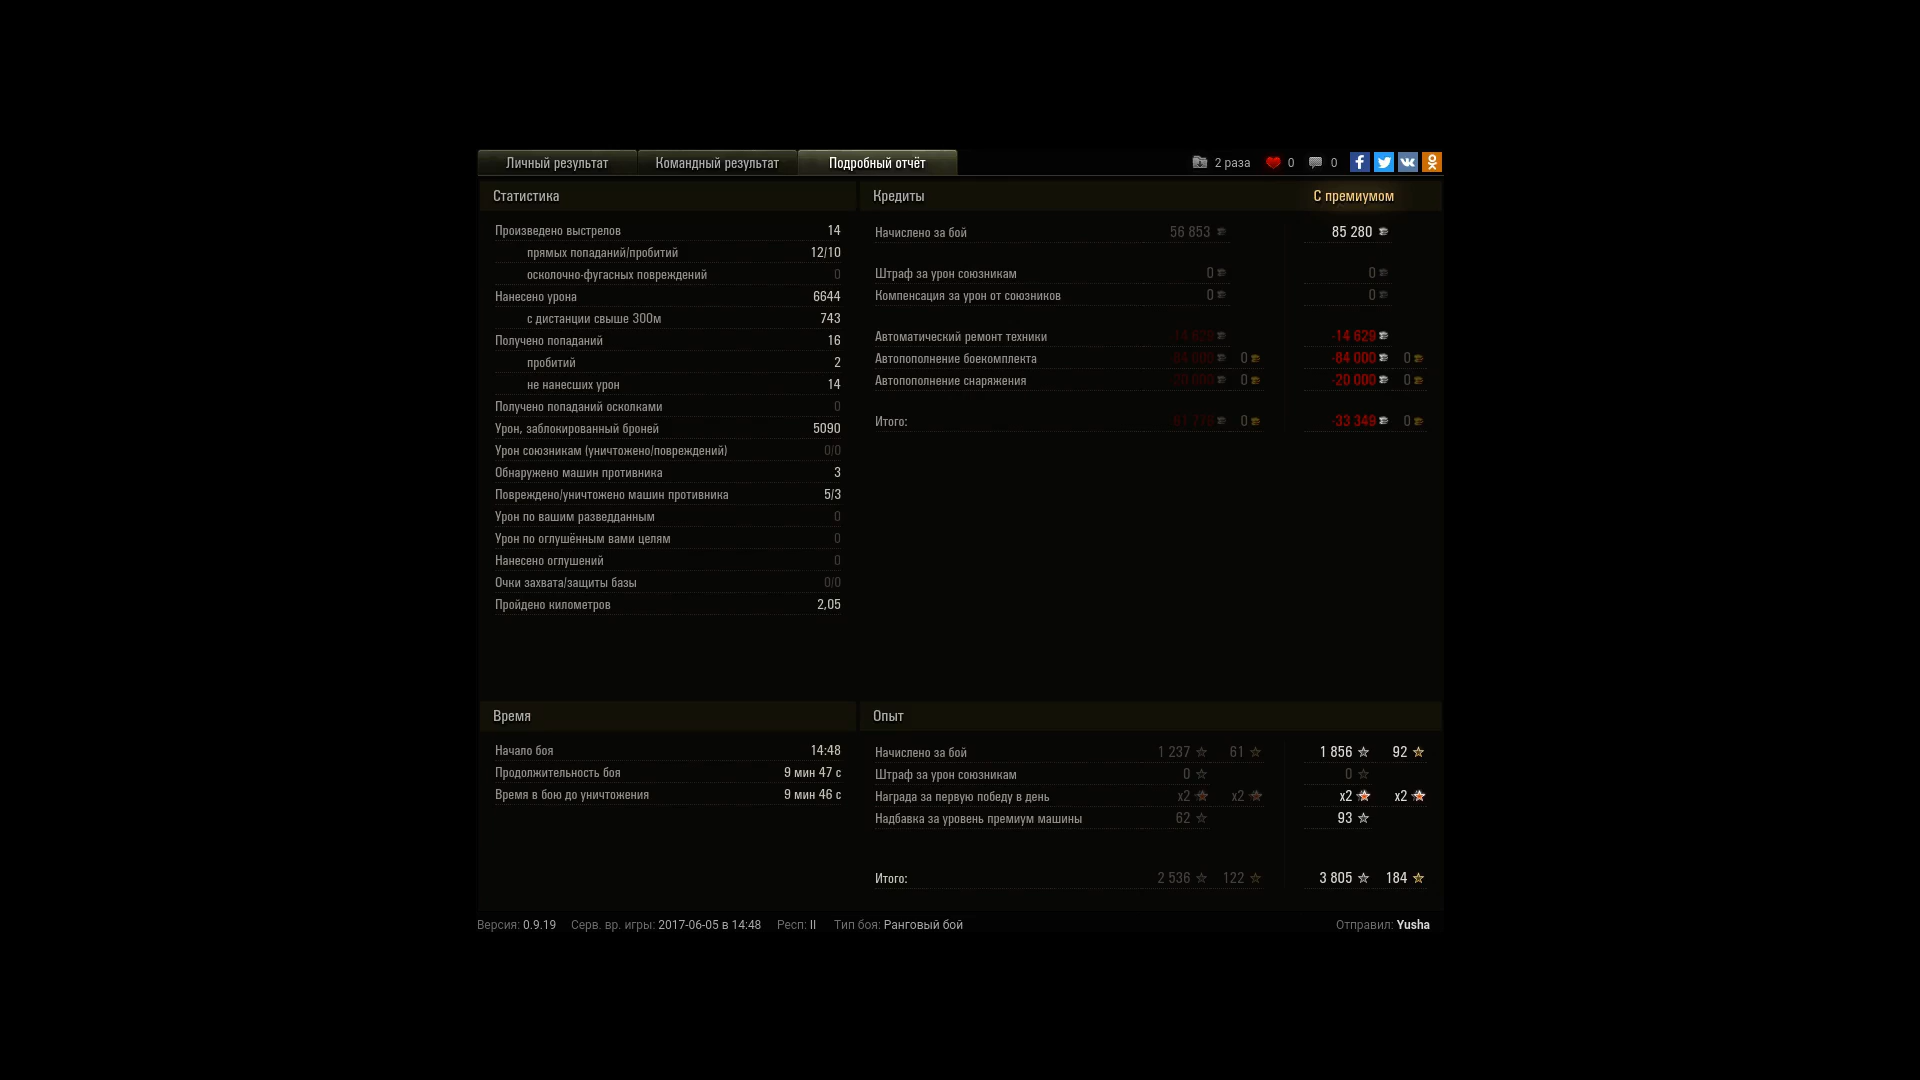 Личный результат Командный результат Подробный отчёт 2 раза 0 0
Статистика
Произведено выстрелов 14
прямых попаданий/пробитий 12/10
осколочно-фугасных повреждений 0
Нанесено урона 6644
с дистанции свыше 300м 743
Получено попаданий 16
пробитий 2
не нанесших урон 14
Получено попаданий осколками 0
Урон, заблокированный броней 5090
Урон союзникам (уничтожено/повреждений) 0/0
Обнаружено машин противника 3
Повреждено/уничтожено машин противника 5/3
Урон по вашим разведданным 0
Урон по оглушённым вами целям 0
Нанесено оглушений 0
Очки захвата/защиты базы 0/0
Пройдено километров 2,05
Кредиты С премиумом
Начислено за бой 56 853 85 280
Штраф за урон союзникам 0 0
Компенсация за урон от союзников 0 0
Автоматический ремонт техники -14 629 -14 629
Автопополнение боекомплекта -84 000 0 -84 000 0
Автопополнение снаряжения -20 000 0 -20 000 0
Итого: 0 -33 349 0
Время
Начало боя 14:48
Продолжительность боя 9 мин 47 с
Время в бою до уничтожения 9 мин 46 с
Опыт
Начислено за бой 1 237 61 1 856 92
Штраф за урон союзникам 0 0
Награда за первую победу в день x2 x2 x2 x2
Надбавка за уровень премиум машины 62 93
Итого: 2 536 122 3 805 184
Версия: 0.9.19 Серв. вр. игры: 2017-06-05 в 14:48 Респ: II Тип боя: Ранговый бой Отправил: Yusha